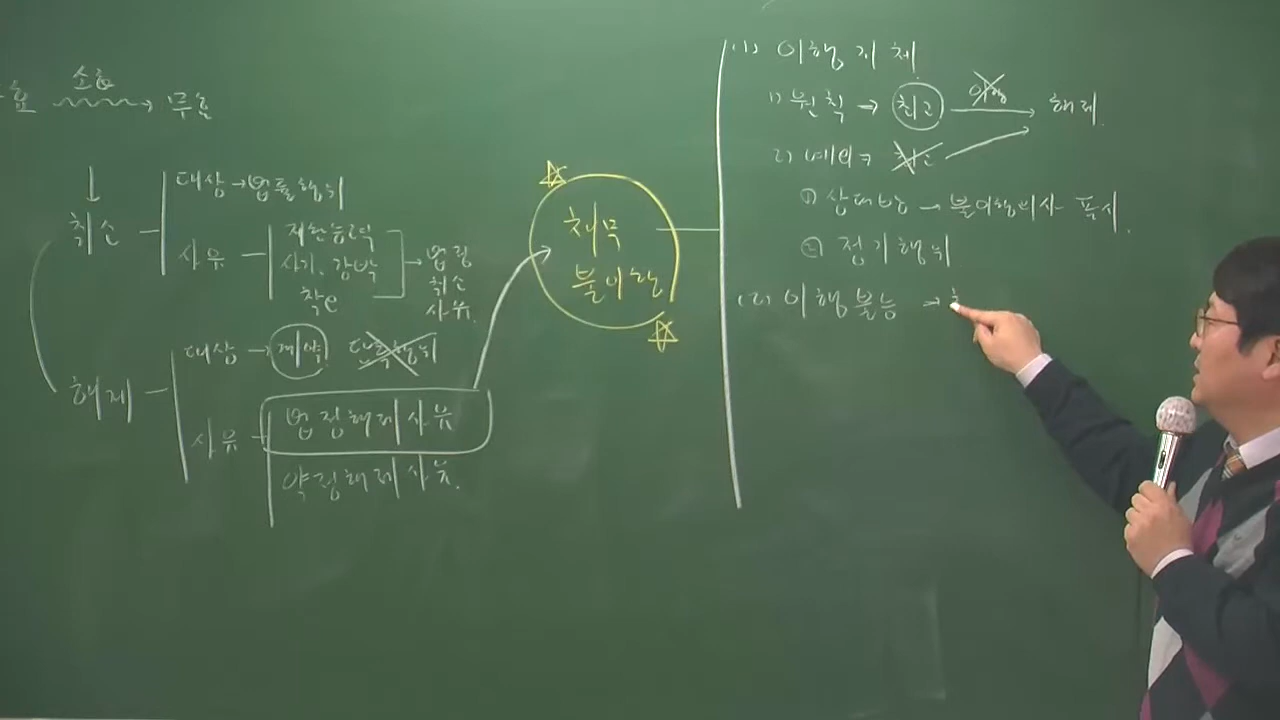 소급
효 → 무효
취소
대상 → 법률행위
사유
제한능력
사기, 강박
착e
법정
취소
사유.
해제
대상 → 계약 단독행위
사유
법정해제사유
약정해제사유.
채무
불이행
(1) 이행지체
1) 원칙 → 최고 이행 해제.
2) 예외 최고
① 상대방 → 불이행의사 표시.
② 정기행위
(2) 이행불능 →